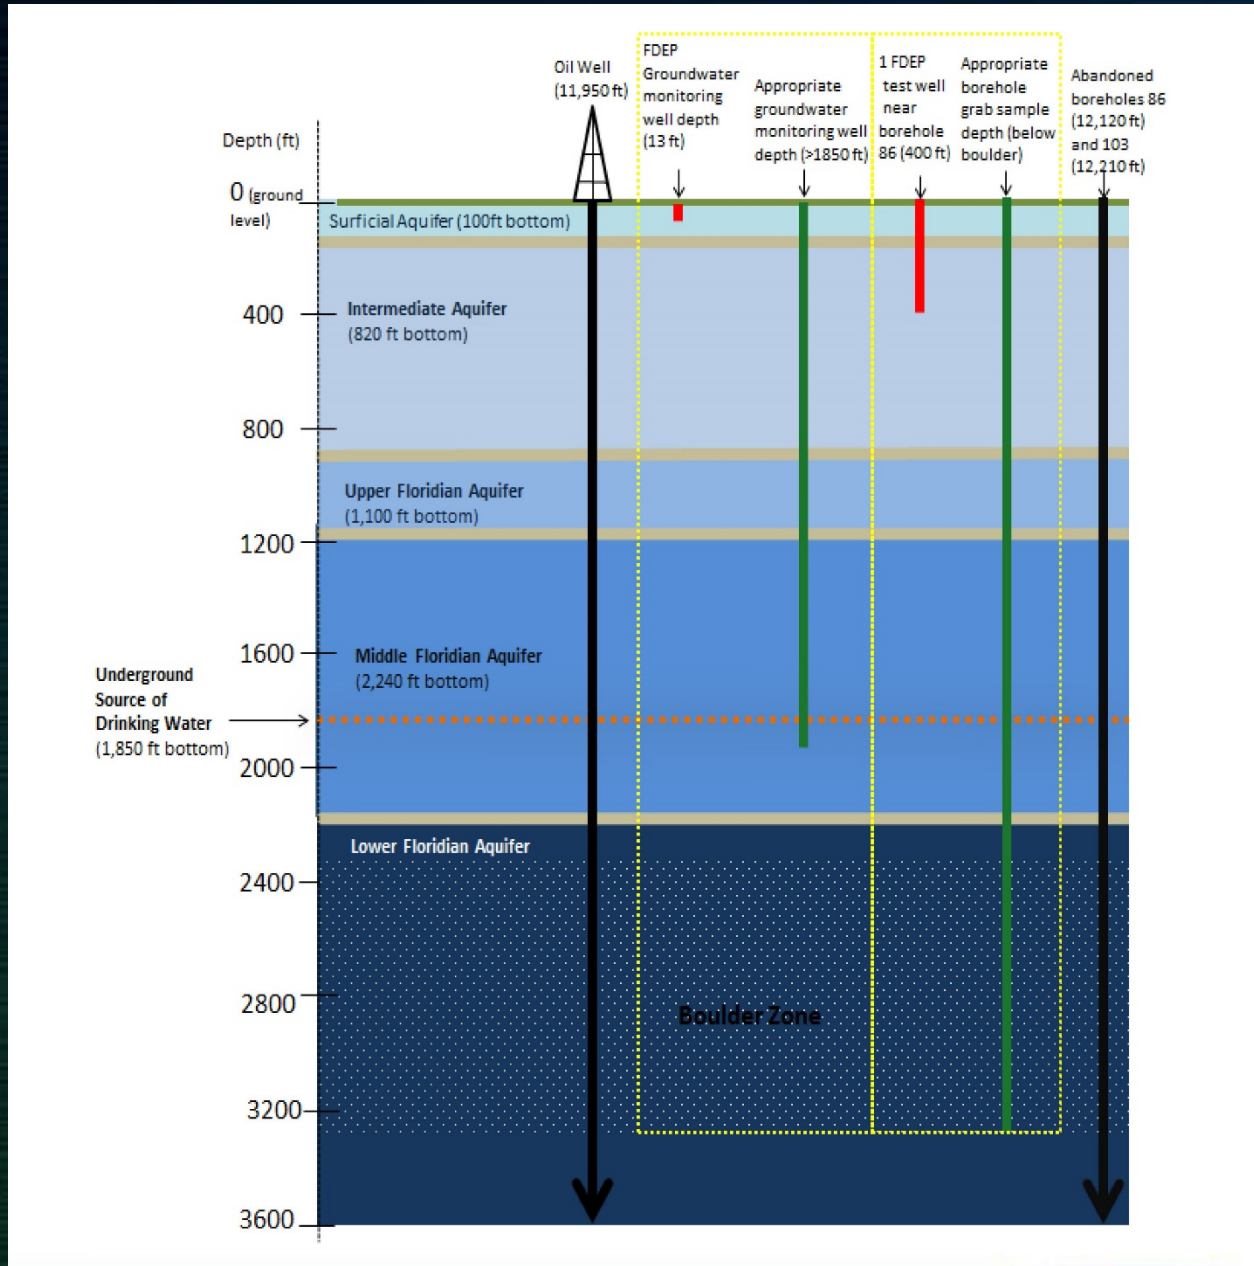 Oil Well
(11,950 ft)
FDEP
Groundwater
monitoring
well depth
(13 ft)
Appropriate
groundwater
monitoring well
depth (>1850 ft)
1 FDEP
test well
near
borehole
86 (400 ft)
Appropriate
borehole
grab sample
depth (below
boulder)
Abandoned
boreholes 86
(12,120 ft)
and 103
(12,210 ft)
Depth (ft)
0 (ground
level)
Surficial Aquifer (100ft bottom)
400
Intermediate Aquifer
(820 ft bottom)
800
Upper Floridian Aquifer
(1,100 ft bottom)
1200
1600
Middle Floridian Aquifer
(2,240 ft bottom)
Underground
Source of
Drinking Water
(1,850 ft bottom)
2000
Lower Floridian Aquifer
2400
2800
Boulder Zone
3200
3600